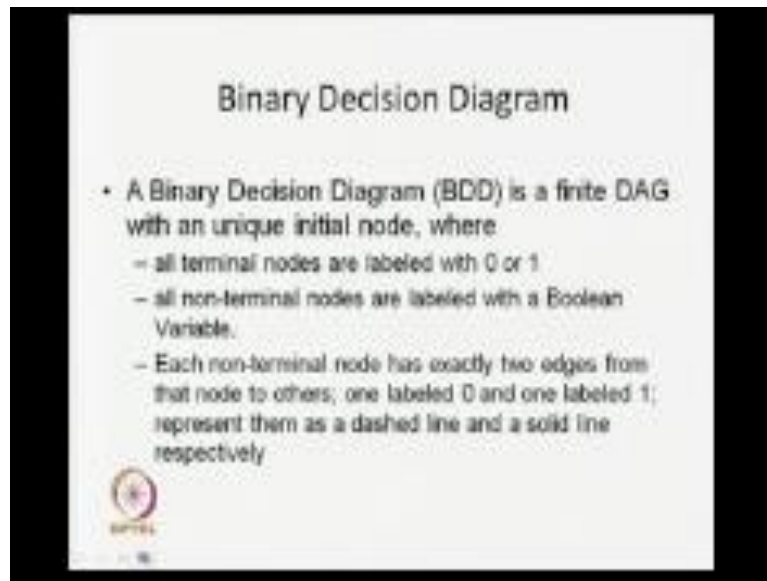 Binary Decision Diagram
• A Binary Decision Diagram (BDD) is a finite DAG
with an unique initial node, where
– all terminal nodes are labeled with 0 or 1
– all non-terminal nodes are labeled with a Boolean
Variable.
– Each non-terminal node has exactly two edges from
that node to others; one labeled 0 and one labeled 1;
represent them as a dashed line and a solid line
respectively
NPTEL